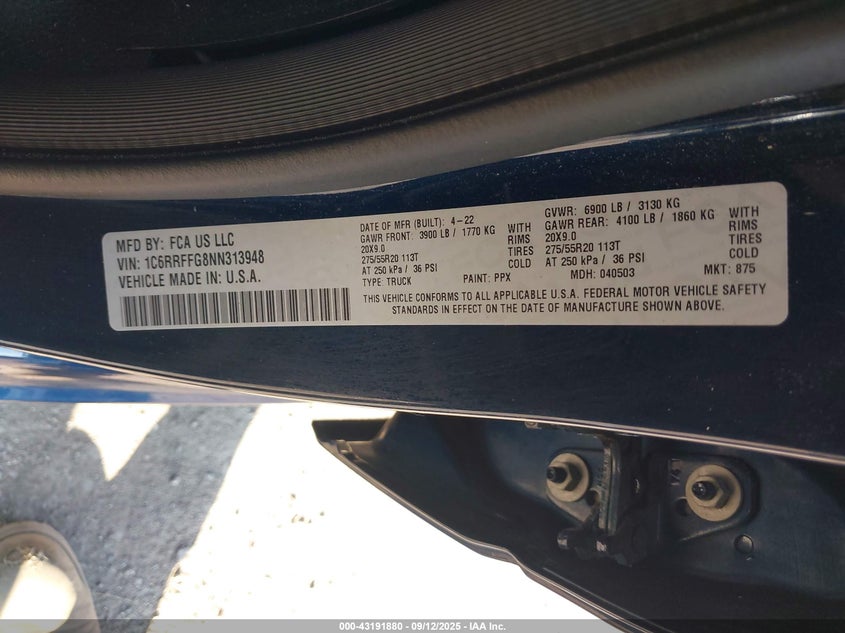 MFD BY: FCA US LLC
VIN: 1C6RRFFG8NN313948
VEHICLE MADE IN: U.S.A.
DATE OF MFR (BUILT): 4-22
GAWR FRONT: 3900 LB / 1770 KG WITH
20X9.0 RIMS
275/55R20 113T TIRES
AT 250 kPa / 36 PSI COLD
TYPE: TRUCK PAINT: PPX
GVWR: 6900 LB / 3130 KG
GAWR REAR: 4100 LB / 1860 KG WITH
20X9.0 RIMS
275/55R20 113T TIRES
AT 250 kPa / 36 PSI COLD
MDH: 040503 MKT: 875
THIS VEHICLE CONFORMS TO ALL APPLICABLE U.S.A. FEDERAL MOTOR VEHICLE SAFETY
STANDARDS IN EFFECT ON THE DATE OF MANUFACTURE SHOWN ABOVE.
000-43191880 - 09/12/2025 - IAA Inc.